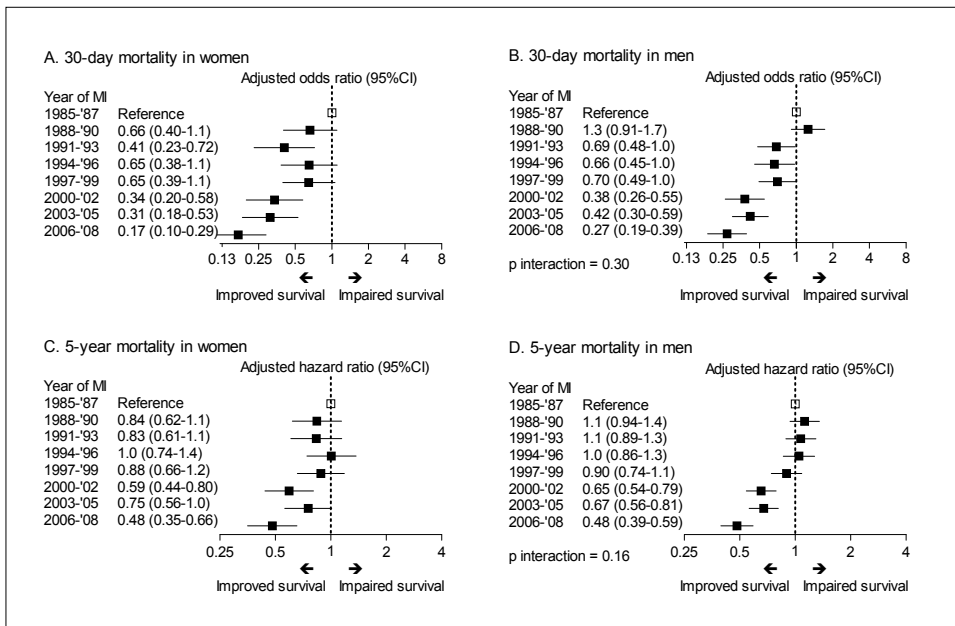 A. 30-day mortality in women
Adjusted odds ratio (95%CI)
Year of MI
1985-'87 Reference
1988-'90 0.66 (0.40-1.1)
1991-'93 0.41 (0.23-0.72)
1994-'96 0.65 (0.38-1.1)
1997-'99 0.65 (0.39-1.1)
2000-'02 0.34 (0.20-0.58)
2003-'05 0.31 (0.18-0.53)
2006-'08 0.17 (0.10-0.29)
0.13 0.25 0.5 1 2 4 8
Improved survival Impaired survival
B. 30-day mortality in men
Adjusted odds ratio (95%CI)
Year of MI
1985-'87 Reference
1988-'90 1.3 (0.91-1.7)
1991-'93 0.69 (0.48-1.0)
1994-'96 0.66 (0.45-1.0)
1997-'99 0.70 (0.49-1.0)
2000-'02 0.38 (0.26-0.55)
2003-'05 0.42 (0.30-0.59)
2006-'08 0.27 (0.19-0.39)
p interaction = 0.30
0.13 0.25 0.5 1 2 4 8
Improved survival Impaired survival
C. 5-year mortality in women
Adjusted hazard ratio (95%CI)
Year of MI
1985-'87 Reference
1988-'90 0.84 (0.62-1.1)
1991-'93 0.83 (0.61-1.1)
1994-'96 1.0 (0.74-1.4)
1997-'99 0.88 (0.66-1.2)
2000-'02 0.59 (0.44-0.80)
2003-'05 0.75 (0.56-1.0)
2006-'08 0.48 (0.35-0.66)
0.25 0.5 1 2 4
Improved survival Impaired survival
D. 5-year mortality in men
Adjusted hazard ratio (95%CI)
Year of MI
1985-'87 Reference
1988-'90 1.1 (0.94-1.4)
1991-'93 1.1 (0.89-1.3)
1994-'96 1.0 (0.86-1.3)
1997-'99 0.90 (0.74-1.1)
2000-'02 0.65 (0.54-0.79)
2003-'05 0.67 (0.56-0.81)
2006-'08 0.48 (0.39-0.59)
0.25 0.5 1 2 4
p interaction = 0.16
Improved survival Impaired survival